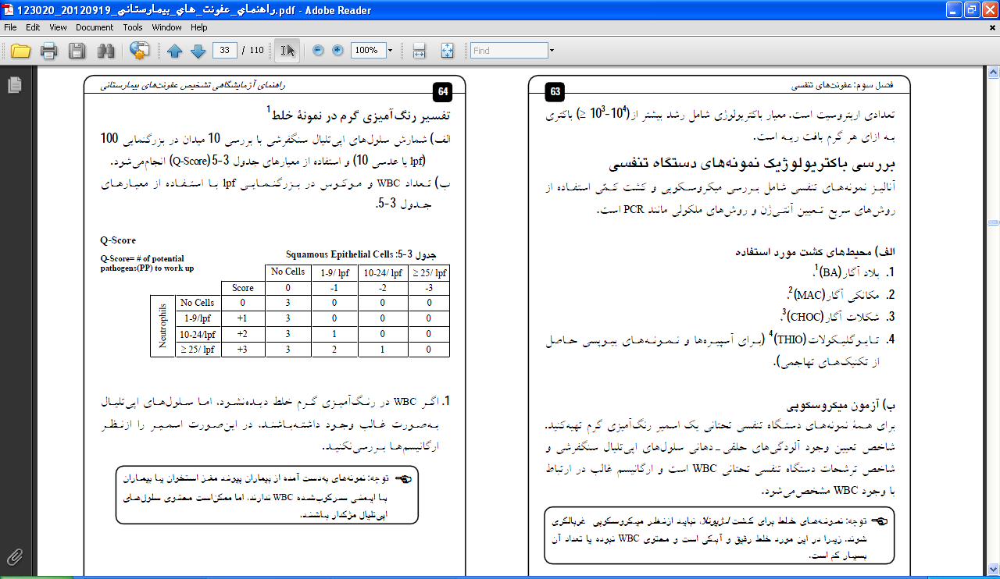 123020_20120919_راهنماي_عفونت_هاي_بيمارستاني.pdf - Adobe Reader
File Edit View Document Tools Window Help
33 / 110 100% Find
فصل سوم: عفونت‌های تنفسی
63
تعدادی اریتروسیت است. معیار باکتریولوژی شامل رشد بیشتر از (10³-10⁴ ≤) باکتری
به ازای هر گرم بافت ریه است.
بررسی باکتریولوژیک نمونه‌های دستگاه تنفسی
آنالیز نمونه‌های تنفسی شامل بررسی میکروسکوپی و کشت کمّی استفاده از
روش‌های سریع تعیین آنتی‌ژن و روش‌های ملکولی مانند PCR است.
الف) محیط‌های کشت مورد استفاده
1. بلاد آگار (BA)¹.
2. مکانکی آگار (MAC)².
3. شکلات آگار (CHOC)³.
4. تایوگلیکولات (THIO)⁴ (برای آسپیره‌ها و نمونه‌های بیوپسی حاصل
از تکنیک‌های تهاجمی).
ب) آزمون میکروسکوپی
برای همهٔ نمونه‌های دستگاه تنفسی تحتانی یک اسمیر رنگ‌آمیزی گرم تهیه‌کنید.
شاخص تعیین وجود آلودگی‌های حلقی-دهانی سلول‌های اپی‌تلیال سنگفرشی و
شاخص ترشحات دستگاه تنفسی تحتانی WBC است و ارگانیسم غالب در ارتباط
با وجود WBC مشخص‌می‌شود.
توجه: نمونه‌های خلط برای کشت لژیونلا، نباید ازنظر میکروسکوپی غربالگری
شوند، زیرا در این مورد خلط رقیق و آبکی است و محتوی WBC نبوده یا تعداد آن
بسیار کم است.
راهنمای آزمایشگاهی تشخیص عفونت‌های بیمارستانی
64
تفسیر رنگ‌آمیزی گرم در نمونهٔ خلط¹
الف) شمارش سلول‌های اپی‌تلیال سنگفرشی با بررسی 10 میدان در بزرگنمایی 100
(lpf یا عدسی 10) و استفاده از معیارهای جدول 3-5 (Q-Score) انجام‌می‌شود.
ب) تعداد WBC و موکوس در بزرگنمایی lpf با استفاده از معیارهای
جدول 3-5.
Q-Score
Q-Score= # of potential
pathogens(PP) to work up
جدول 3-5: Squamous Epithelial Cells
No Cells 1-9/ lpf 10-24/ lpf ≥ 25/ lpf
Score 0 -1 -2 -3
Neutrophils
No Cells 0 3 0 0 0
1-9/lpf +1 3 0 0 0
10-24/lpf +2 3 1 0 0
≥ 25/ lpf +3 3 2 1 0
1. اگر WBC در رنگ‌آمیزی گرم خلط دیده‌نشود، اما سلول‌های اپی‌تلیال
به‌صورت غالب وجود داشته‌باشند، در این‌صورت اسمیر را ازنظر
ارگانیسم‌ها بررسی‌نکنید.
توجه: نمونه‌های به‌دست آمده از بیماران پیوند مغز استخوان یا بیماران
با ایمنی سرکوب‌شده WBC ندارند، اما ممکن‌است محتوی سلول‌های
اپی‌تلیال مژکدار باشند.